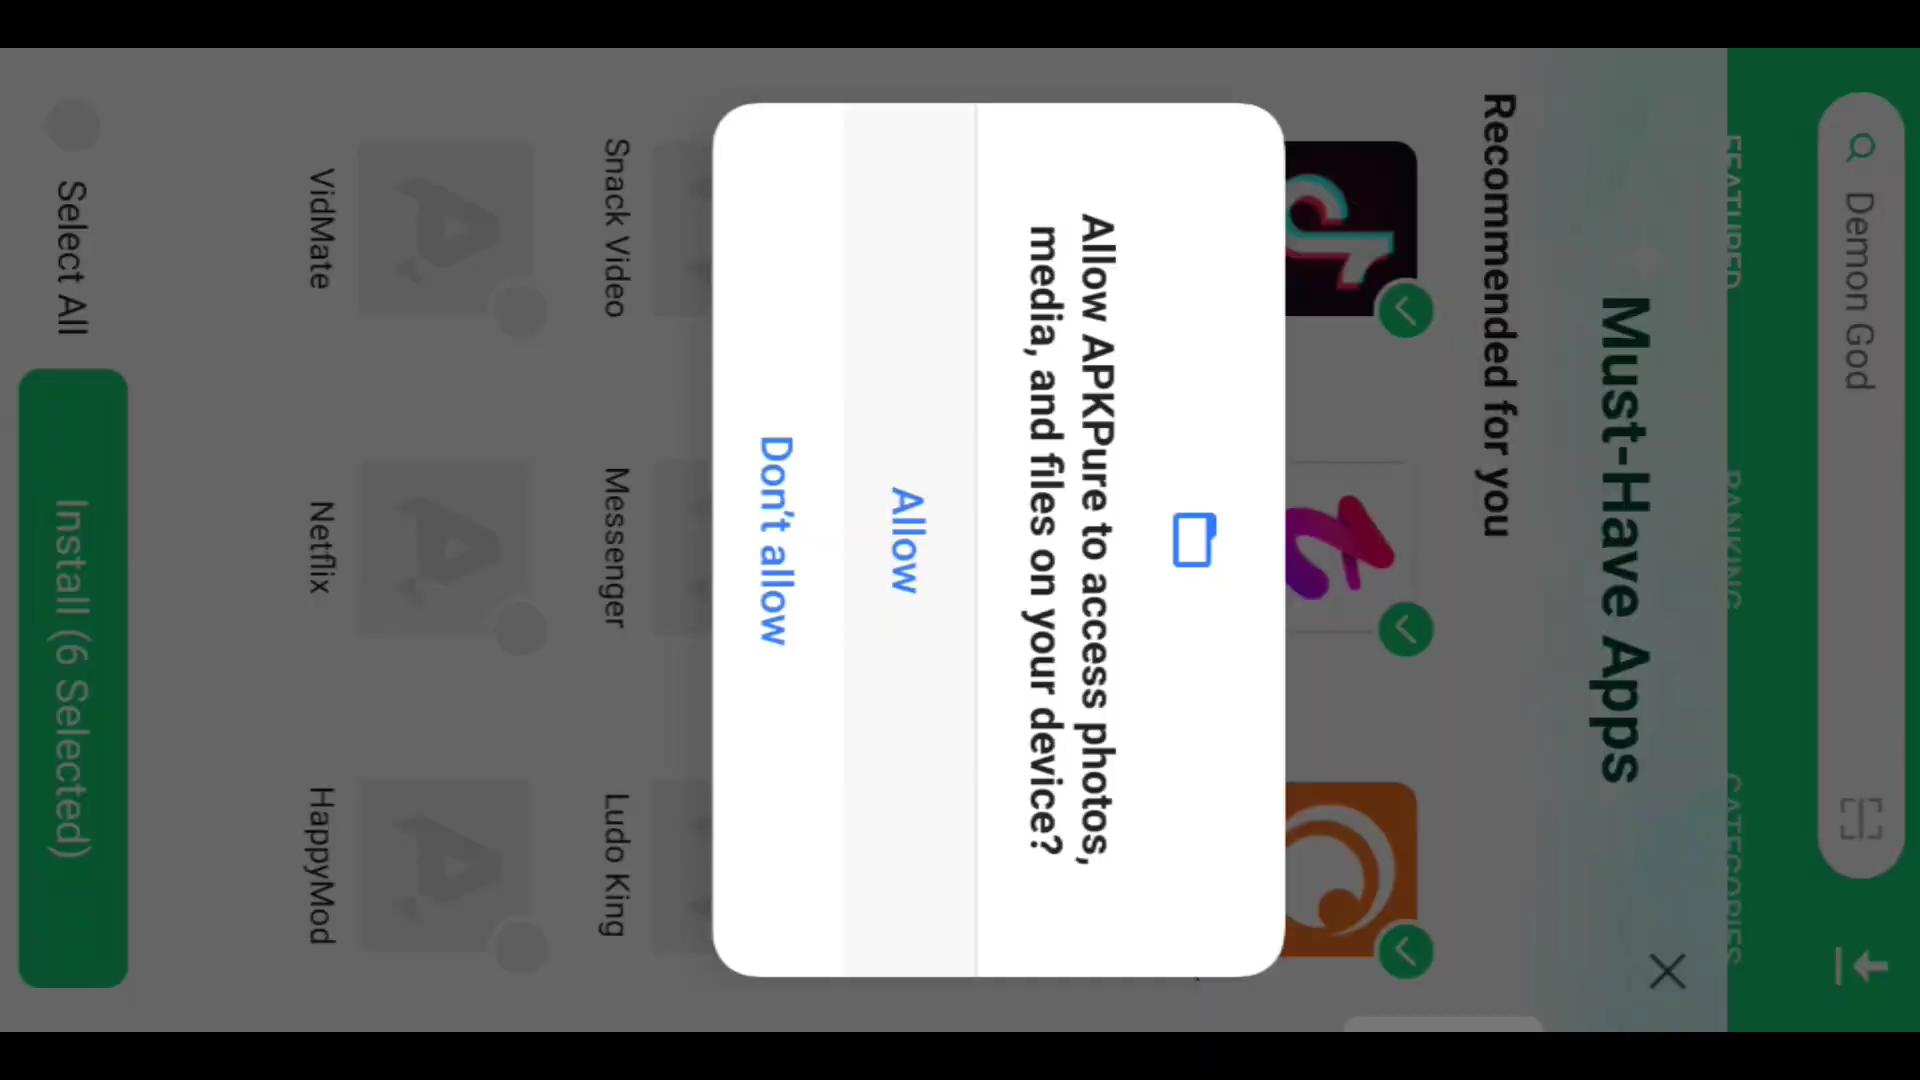 Demon God
FEATURED
RANKING
CATEGORIES
Must-Have Apps
Recommended for you
Allow APKPure to access photos,
media, and files on your device?
Allow
Don't allow
Snack Video
Messenger
Ludo King
VidMate
Netflix
HappyMod
Select All
Install (6 Selected)